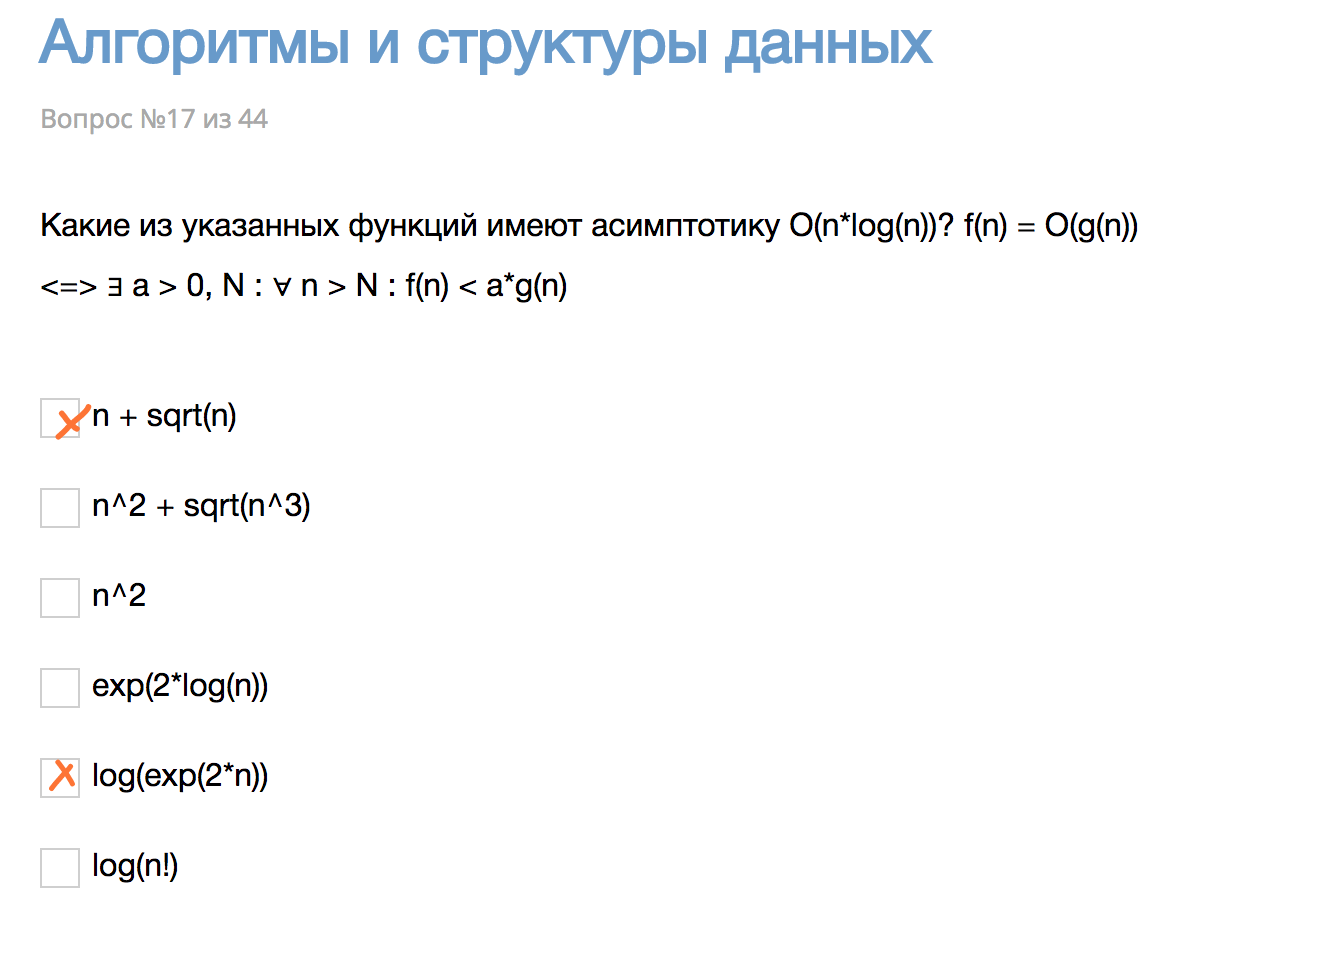 Алгоритмы и структуры данных
Вопрос №17 из 44
Какие из указанных функций имеют асимптотику O(n*log(n))? f(n) = O(g(n))
<=> ∃ a > 0, N : ∀ n > N : f(n) < a*g(n)
n + sqrt(n)
n^2 + sqrt(n^3)
n^2
exp(2*log(n))
log(exp(2*n))
log(n!)